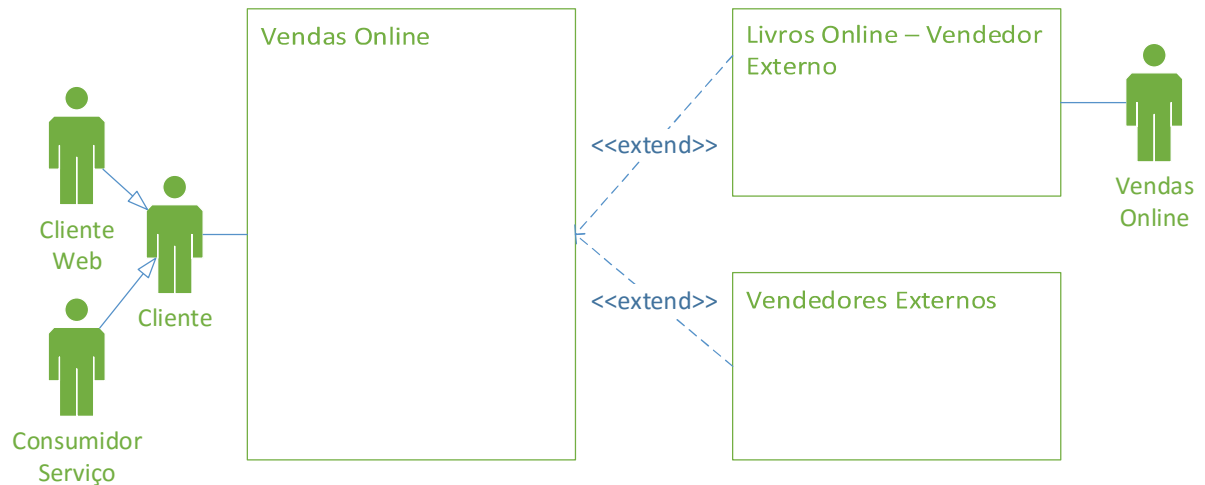 Vendas Online
Livros Online – Vendedor
Externo
<<extend>>
Vendas
Online
Cliente
Web
Cliente
<<extend>>
Vendedores Externos
Consumidor
Serviço